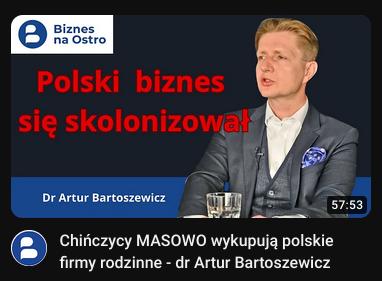 Biznes
na Ostro
Polski biznes
się skolonizował
Dr Artur Bartoszewicz
57:53
Chińczycy MASOWO wykupują polskie
firmy rodzinne - dr Artur Bartoszewicz